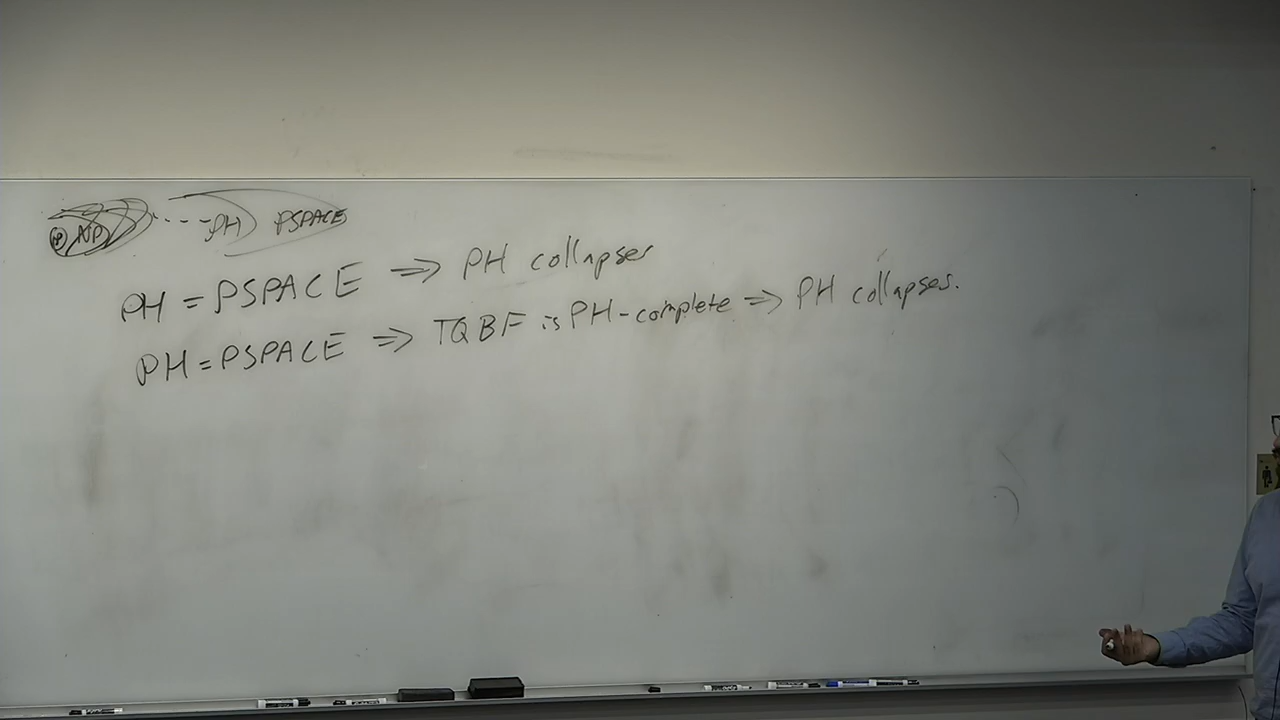 P NP ... PH PSPACE
PH = PSPACE ⇒ PH collapses
PH = PSPACE ⇒ TQBF is PH-complete ⇒ PH collapses.